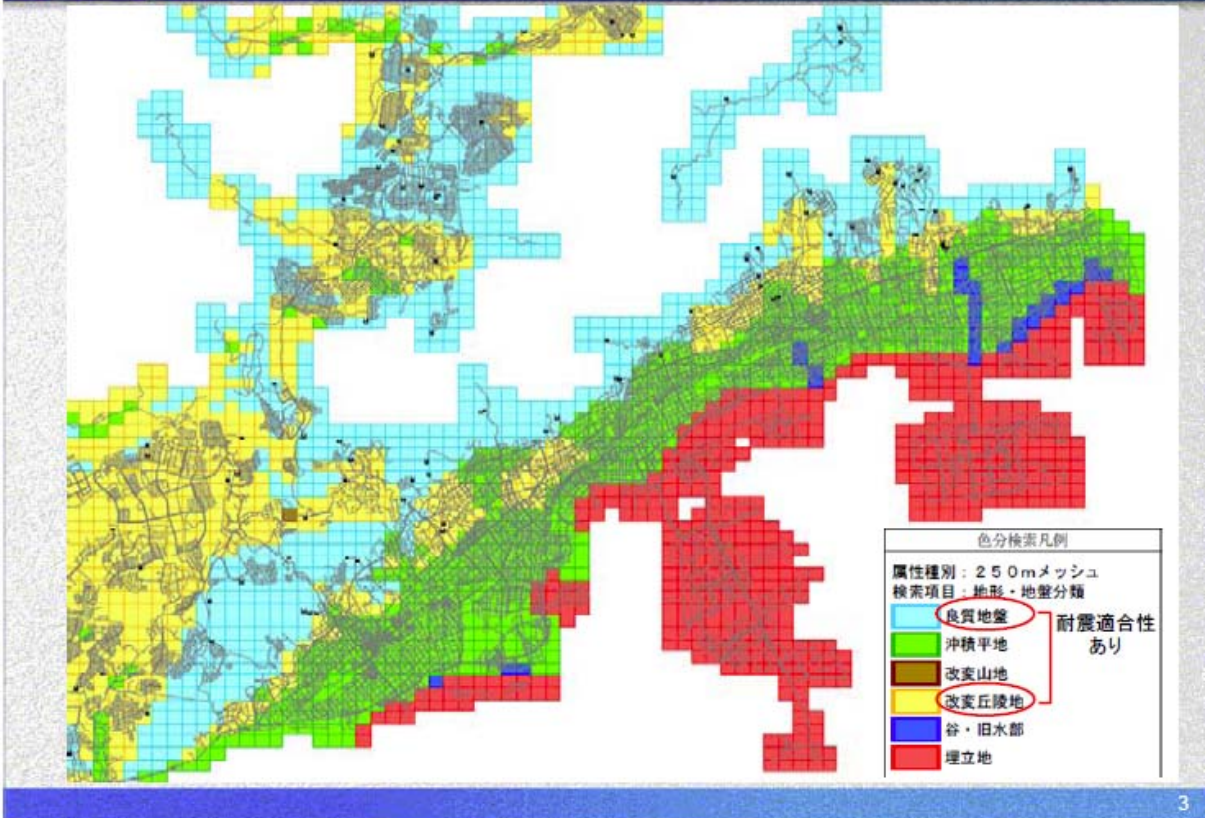 色分検索凡例
属性種別:250mメッシュ
検索項目:地形・地盤分類
良質地盤
沖積平地
改変山地
改変丘陵地
谷・旧水部
埋立地
耐震適合性
あり
3